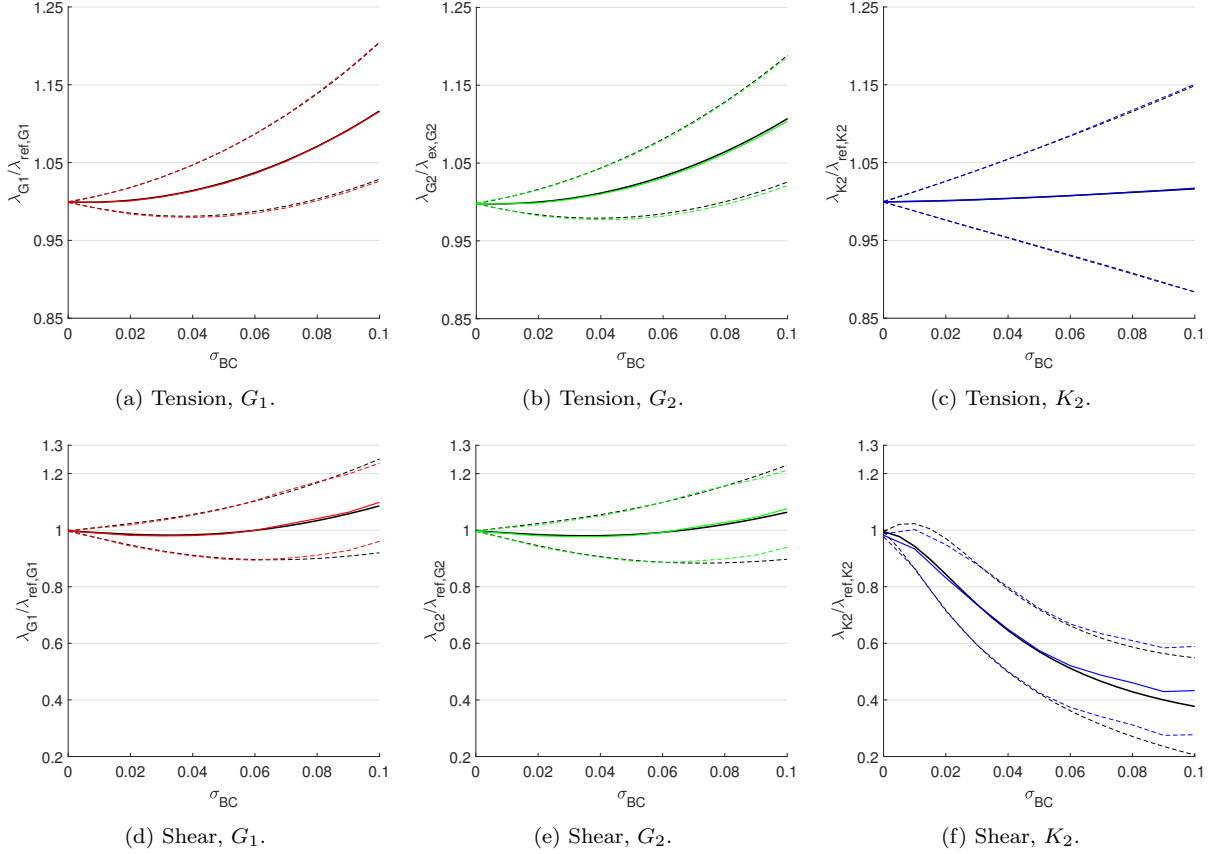 1.25
1.15
1.05
0.95
0.85
λG1/λref,G1
0 0.02 0.04 0.06 0.08 0.1
σBC
(a) Tension, G1.
1.25
1.15
1.05
0.95
0.85
λG2/λex,G2
0 0.02 0.04 0.06 0.08 0.1
σBC
(b) Tension, G2.
1.25
1.15
1.05
0.95
0.85
λK2/λref,K2
0 0.02 0.04 0.06 0.08 0.1
σBC
(c) Tension, K2.
1.3
1.2
1
0.8
0.6
0.4
0.2
λG1/λref,G1
0 0.02 0.04 0.06 0.08 0.1
σBC
(d) Shear, G1.
1.3
1.2
1
0.8
0.6
0.4
0.2
λG2/λref,G2
0 0.02 0.04 0.06 0.08 0.1
σBC
(e) Shear, G2.
1.3
1.2
1
0.8
0.6
0.4
0.2
λK2/λref,K2
0 0.02 0.04 0.06 0.08 0.1
σBC
(f) Shear, K2.